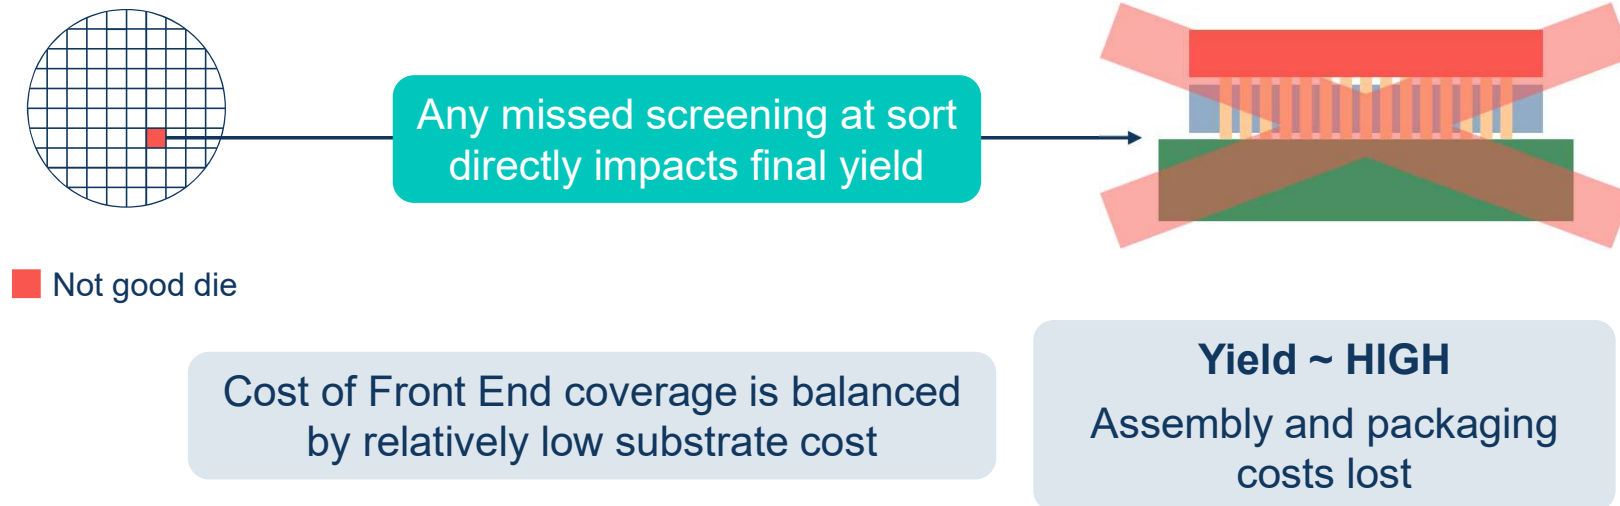 Any missed screening at sort
directly impacts final yield
Not good die
Cost of Front End coverage is balanced
by relatively low substrate cost
Yield ~ HIGH
Assembly and packaging
costs lost